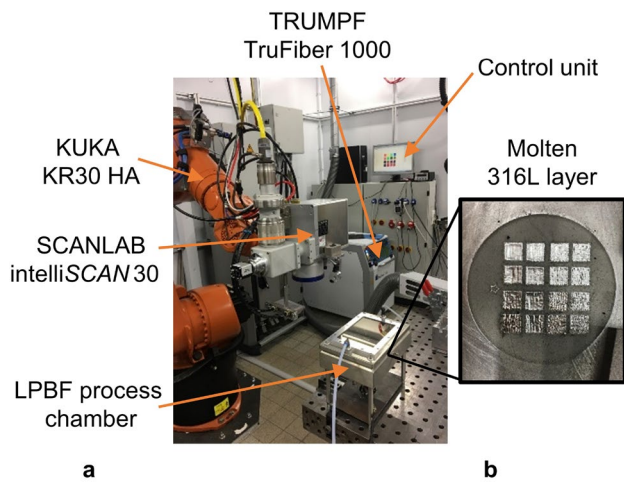 TRUMPF
TruFiber 1000
Control unit
KUKA
KR30 HA
Molten
316L layer
SCANLAB
intelliSCAN 30
LPBF process
chamber
a
b